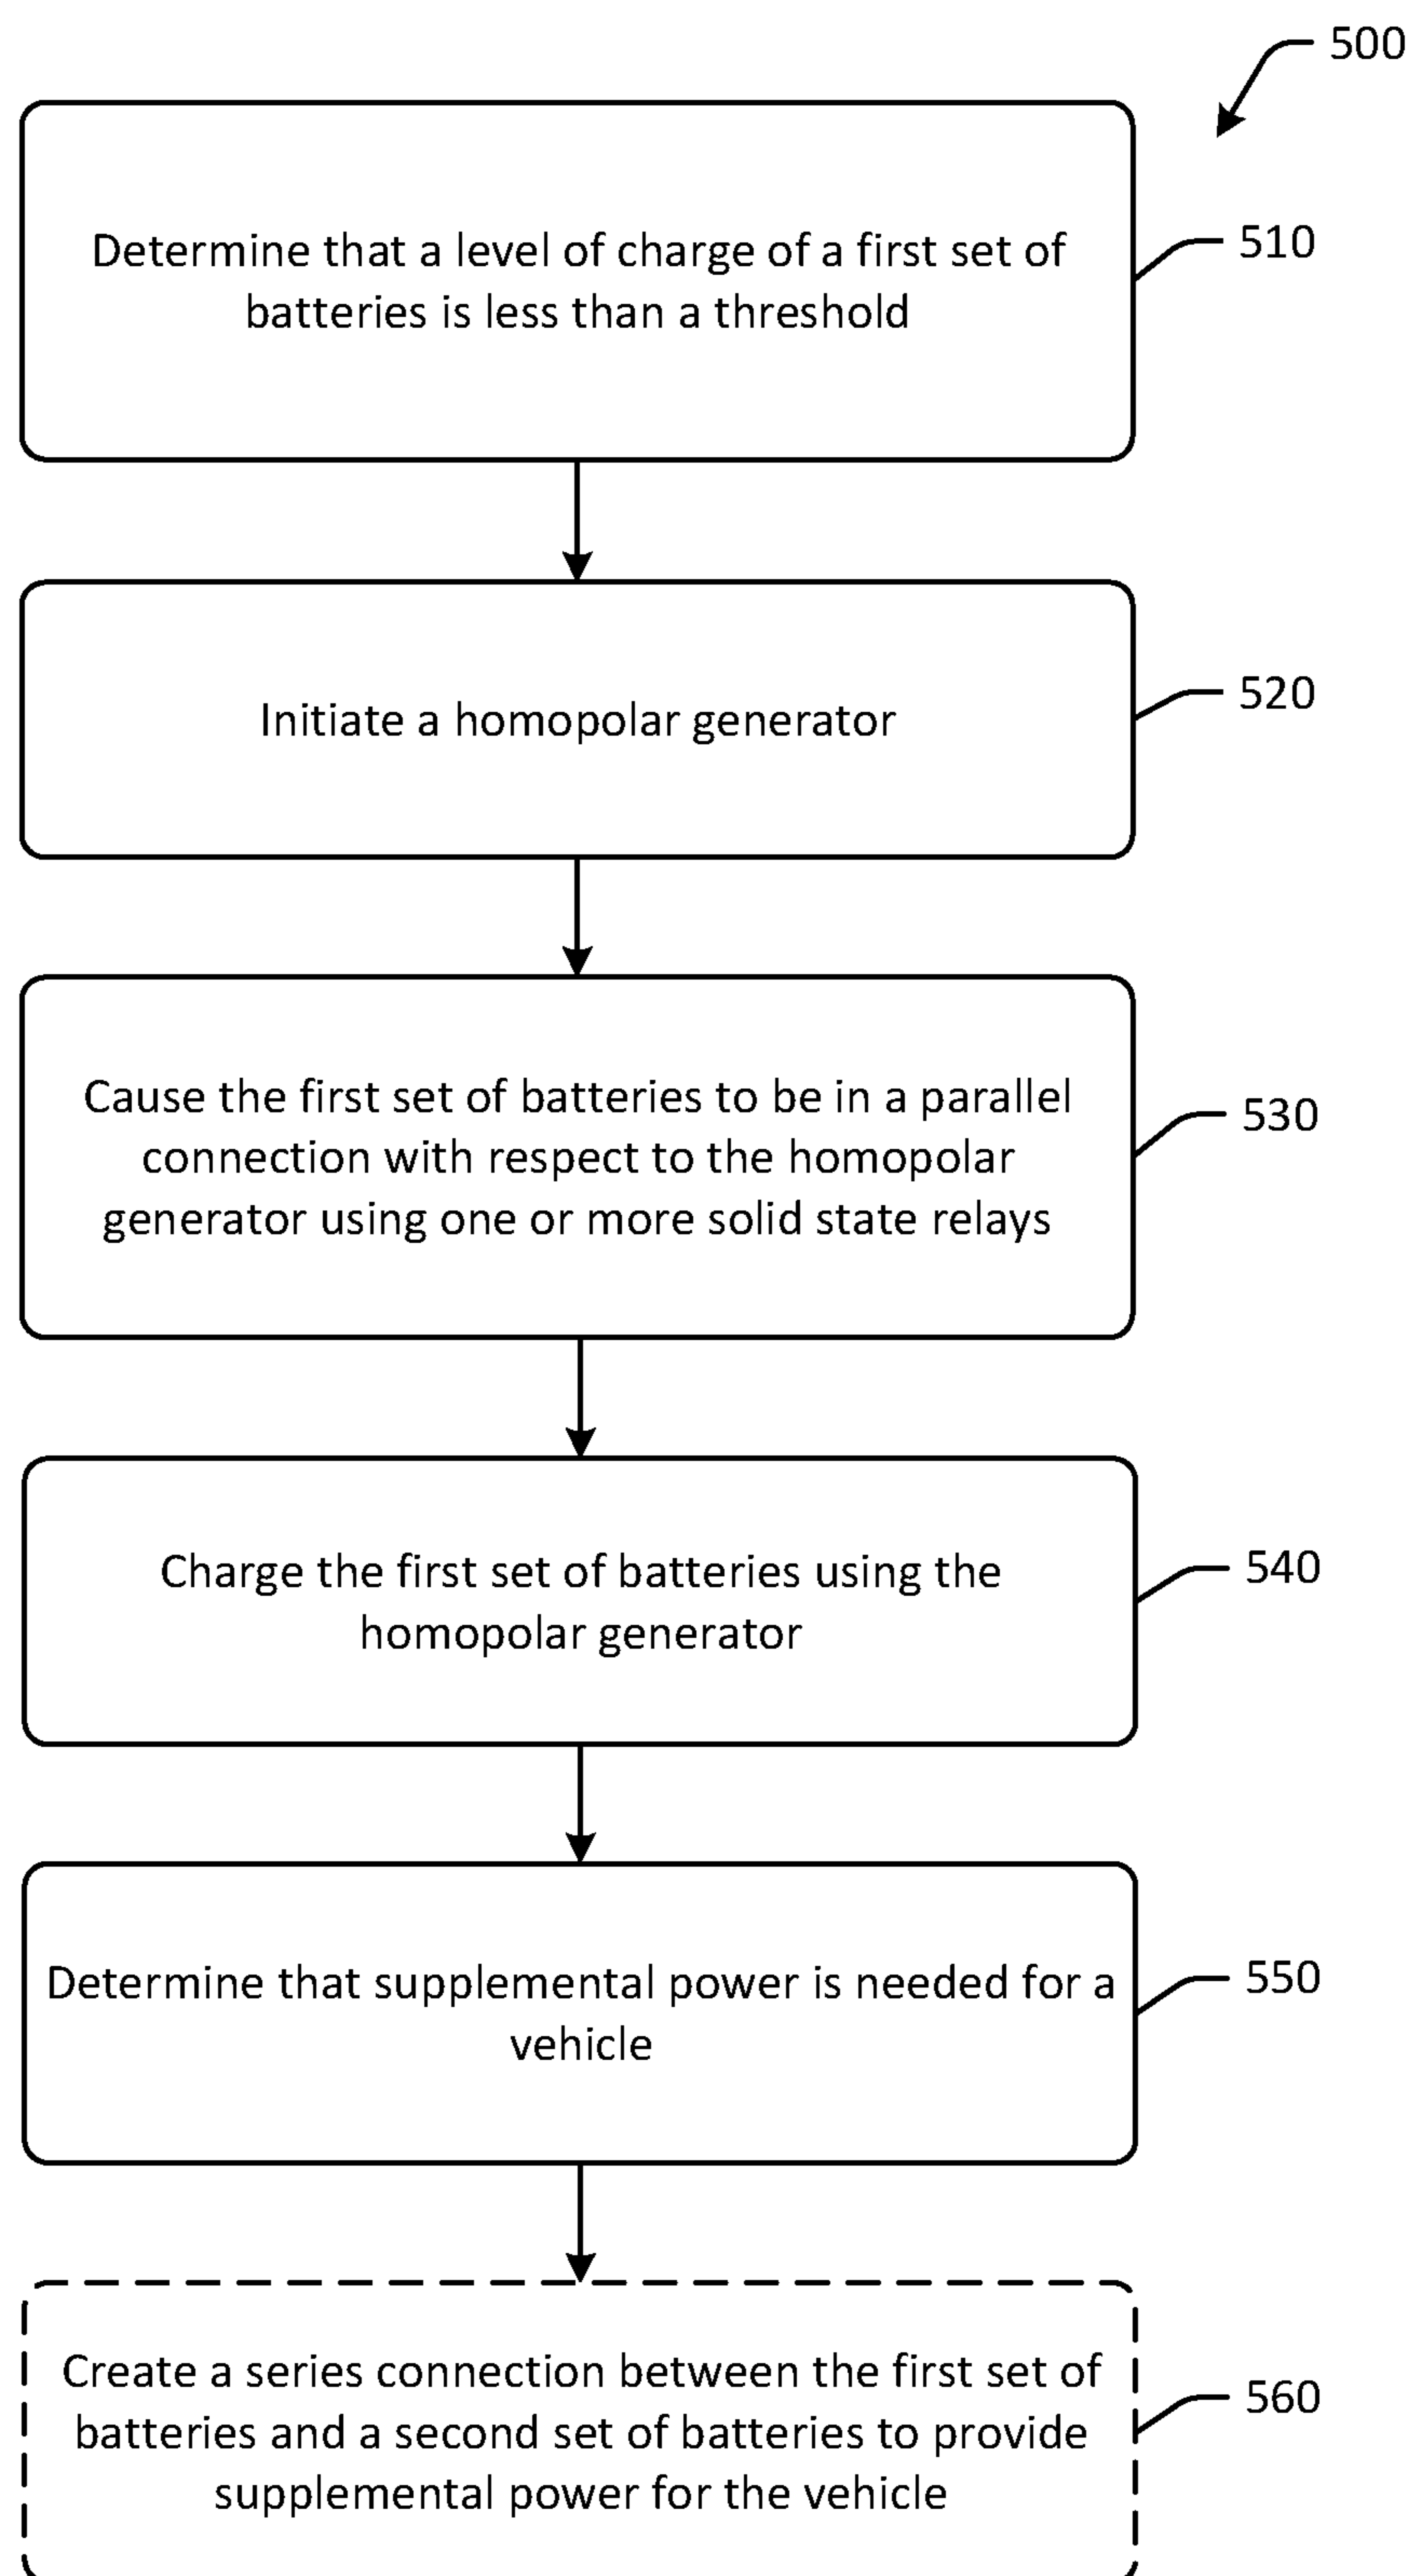 500
Determine that a level of charge of a first set of
batteries is less than a threshold
510
Initiate a homopolar generator
520
Cause the first set of batteries to be in a parallel
connection with respect to the homopolar
generator using one or more solid state relays
530
Charge the first set of batteries using the
homopolar generator
540
Determine that supplemental power is needed for a
vehicle
550
Create a series connection between the first set of
batteries and a second set of batteries to provide
supplemental power for the vehicle
560